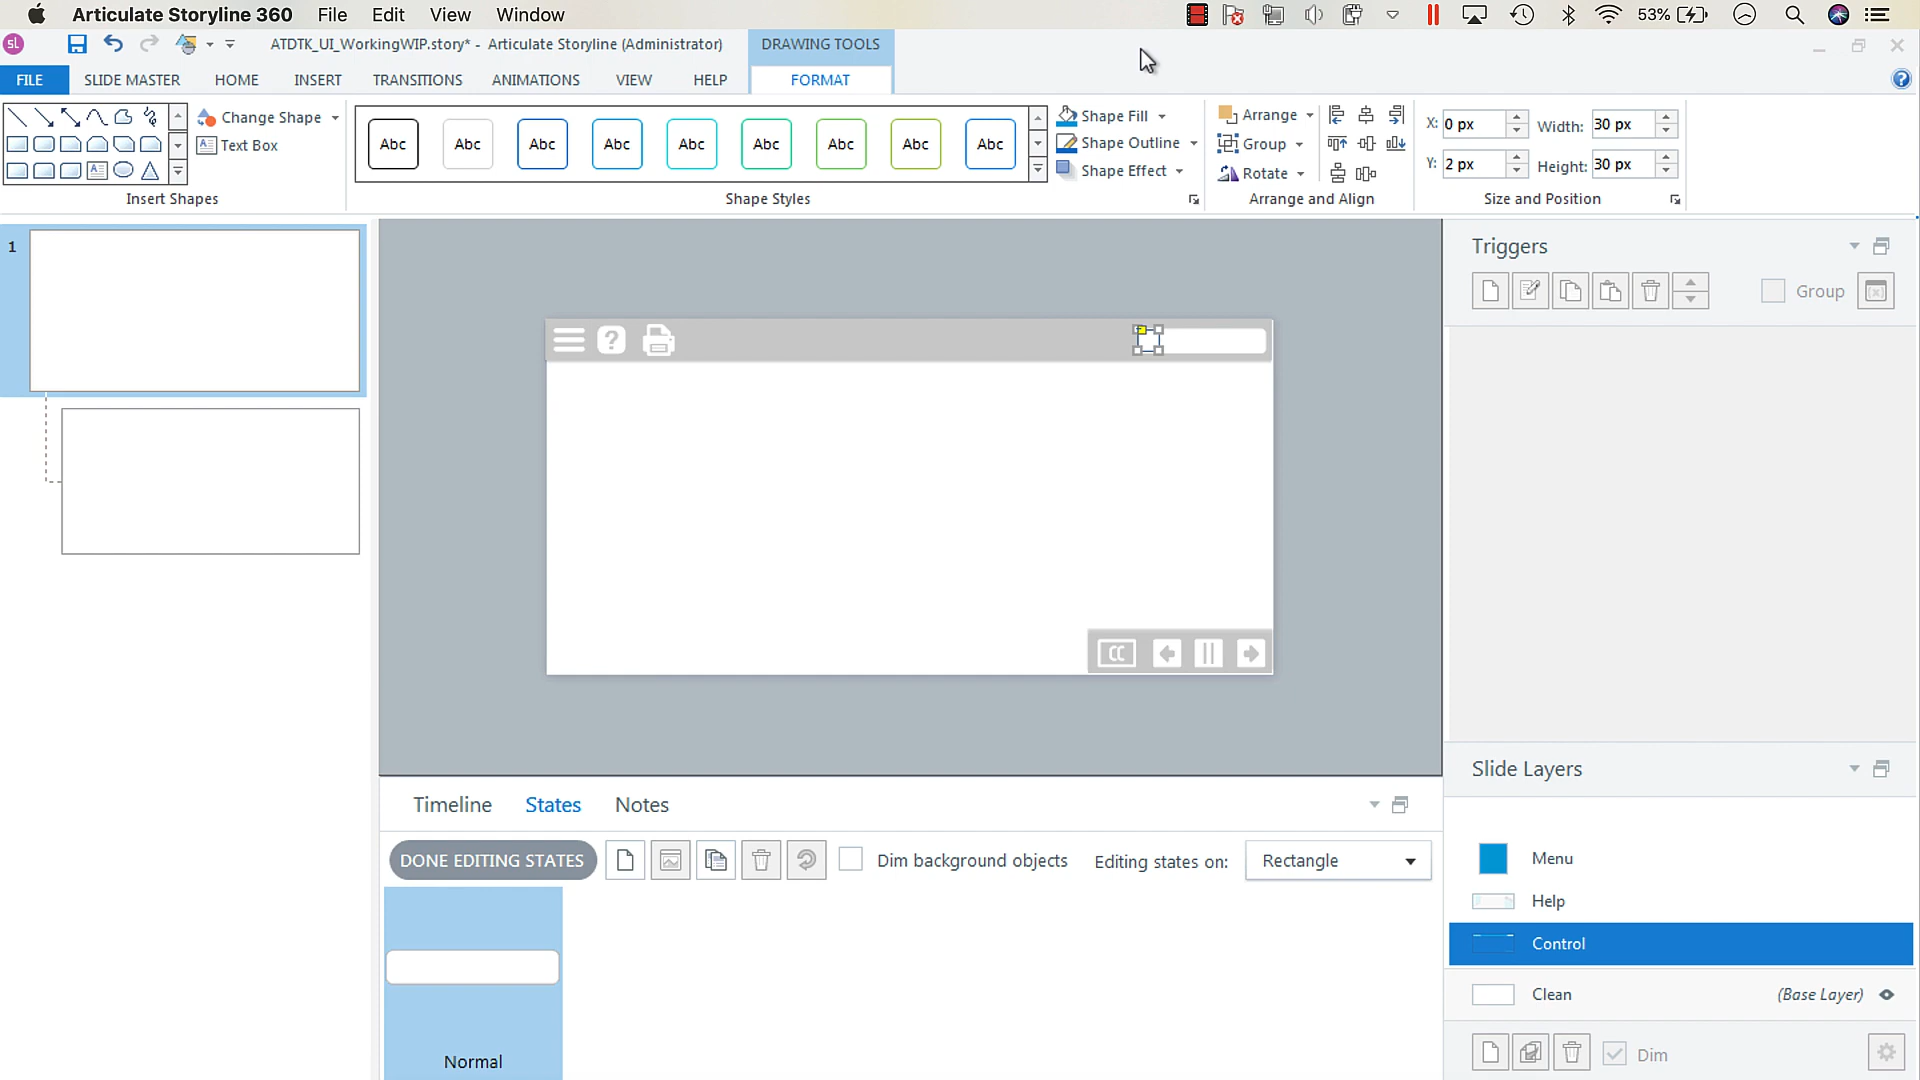 Articulate Storyline 360 File Edit View Window 53%
sl ATDTK_UI_WorkingWIP.story* - Articulate Storyline (Administrator) DRAWING TOOLS
FILE SLIDE MASTER HOME INSERT TRANSITIONS ANIMATIONS VIEW HELP FORMAT ?
Change Shape
Text Box
Insert Shapes
Abc Abc Abc Abc Abc Abc Abc Abc Abc
Shape Styles
Shape Fill
Shape Outline
Shape Effect
Arrange
Group
Rotate
Arrange and Align
X: 0 px Width: 30 px
Y: 2 px Height: 30 px
Size and Position
1
?
CC
Triggers
Group
(x)
Slide Layers
Menu
Help
Control
Clean (Base Layer)
Dim
Timeline States Notes
DONE EDITING STATES Dim background objects Editing states on: Rectangle
Normal